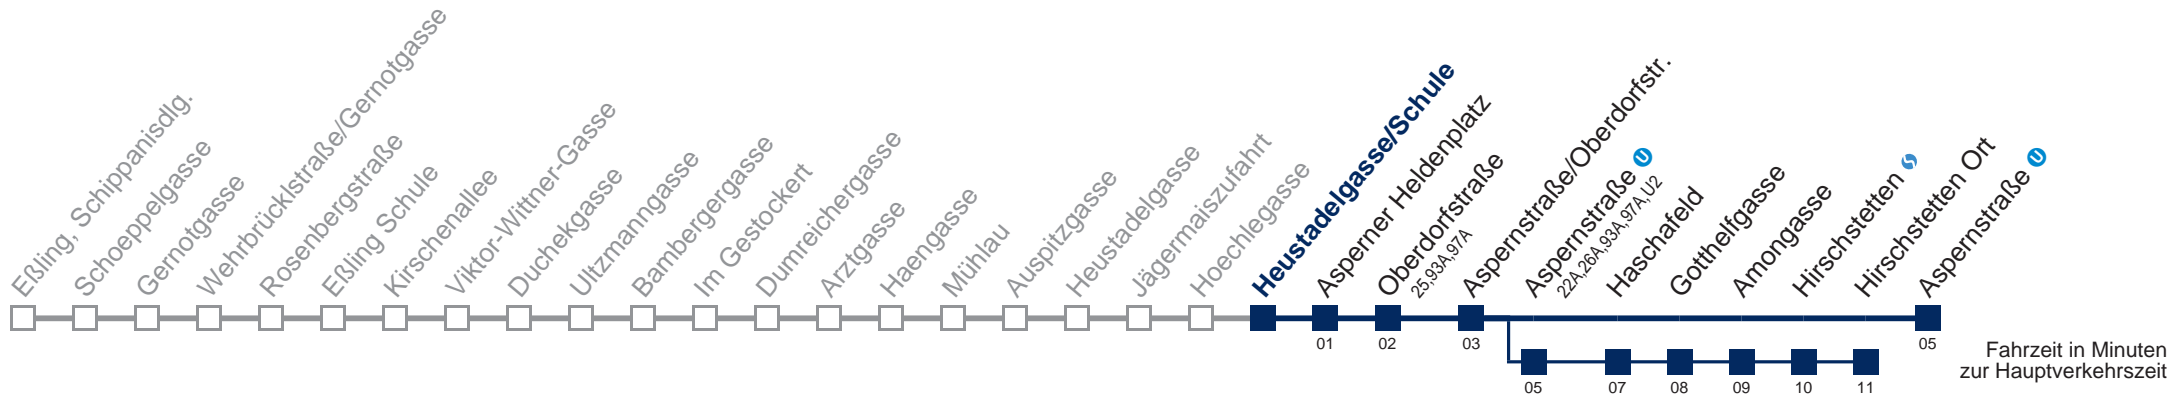 Eßling, Schippanisdlg.
Schoeppelgasse
Gernotgasse
Wehrbrücklstraße/Gernotgasse
Rosenbergstraße
Eßling Schule
Kirschenallee
Viktor-Wittner-Gasse
Duchekgasse
Ultzmanngasse
Bambergergasse
Im Gestockert
Dumreichergasse
Arztgasse
Haengasse
Mühlau
Auspitzgasse
Heustadelgasse
Jägermaiszufahrt
Hoechlegasse
Heustadelgasse/Schule
Asperner Heldenplatz
Oberdorfstraße
25,93A,97A
Aspernstraße/Oberdorfstr.
Aspernstraße U
22A,26A,93A,97A,U2
Haschafeld
Gotthelfgasse
Amongasse
Hirschstetten S
Hirschstetten Ort
Aspernstraße U
01 02 03 05
05 07 08 09 10 11
Fahrzeit in Minuten
zur Hauptverkehrszeit